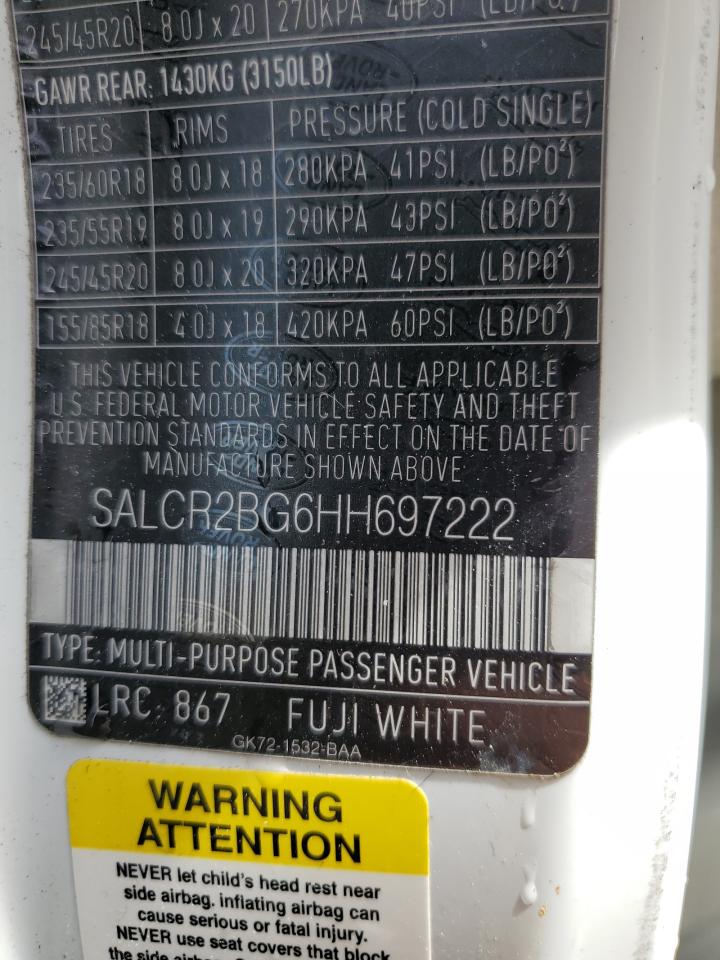 245/45R20 8.0J x 20 270KPA 40PSI (LB/PO²)
GAWR REAR: 1430KG (3150LB)
TIRES RIMS PRESSURE (COLD SINGLE)
235/60R18 8.0J x 18 280KPA 41PSI (LB/PO²)
235/55R19 8.0J x 19 290KPA 43PSI (LB/PO²)
245/45R20 8.0J x 20 320KPA 47PSI (LB/PO²)
155/85R18 4.0J x 18 420KPA 60PSI (LB/PO²)
THIS VEHICLE CONFORMS TO ALL APPLICABLE
U.S. FEDERAL MOTOR VEHICLE SAFETY AND THEFT
PREVENTION STANDARDS IN EFFECT ON THE DATE OF
MANUFACTURE SHOWN ABOVE
SALCR2BG6HH697222
TYPE: MULTI-PURPOSE PASSENGER VEHICLE
LRC 867 FUJI WHITE
GK72-1532-BAA
WARNING
ATTENTION
NEVER let child's head rest near
side airbag. inflating airbag can
cause serious or fatal injury.
NEVER use seat covers that block
the side